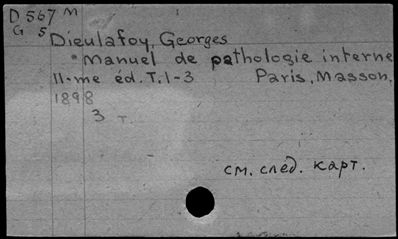 D 567 M
G 5
Dieulafoy, Georges
Manuel de pathologie interne
11-me éd. T. 1-3 Paris, Masson,
1898
3 т.
см. след. карт.